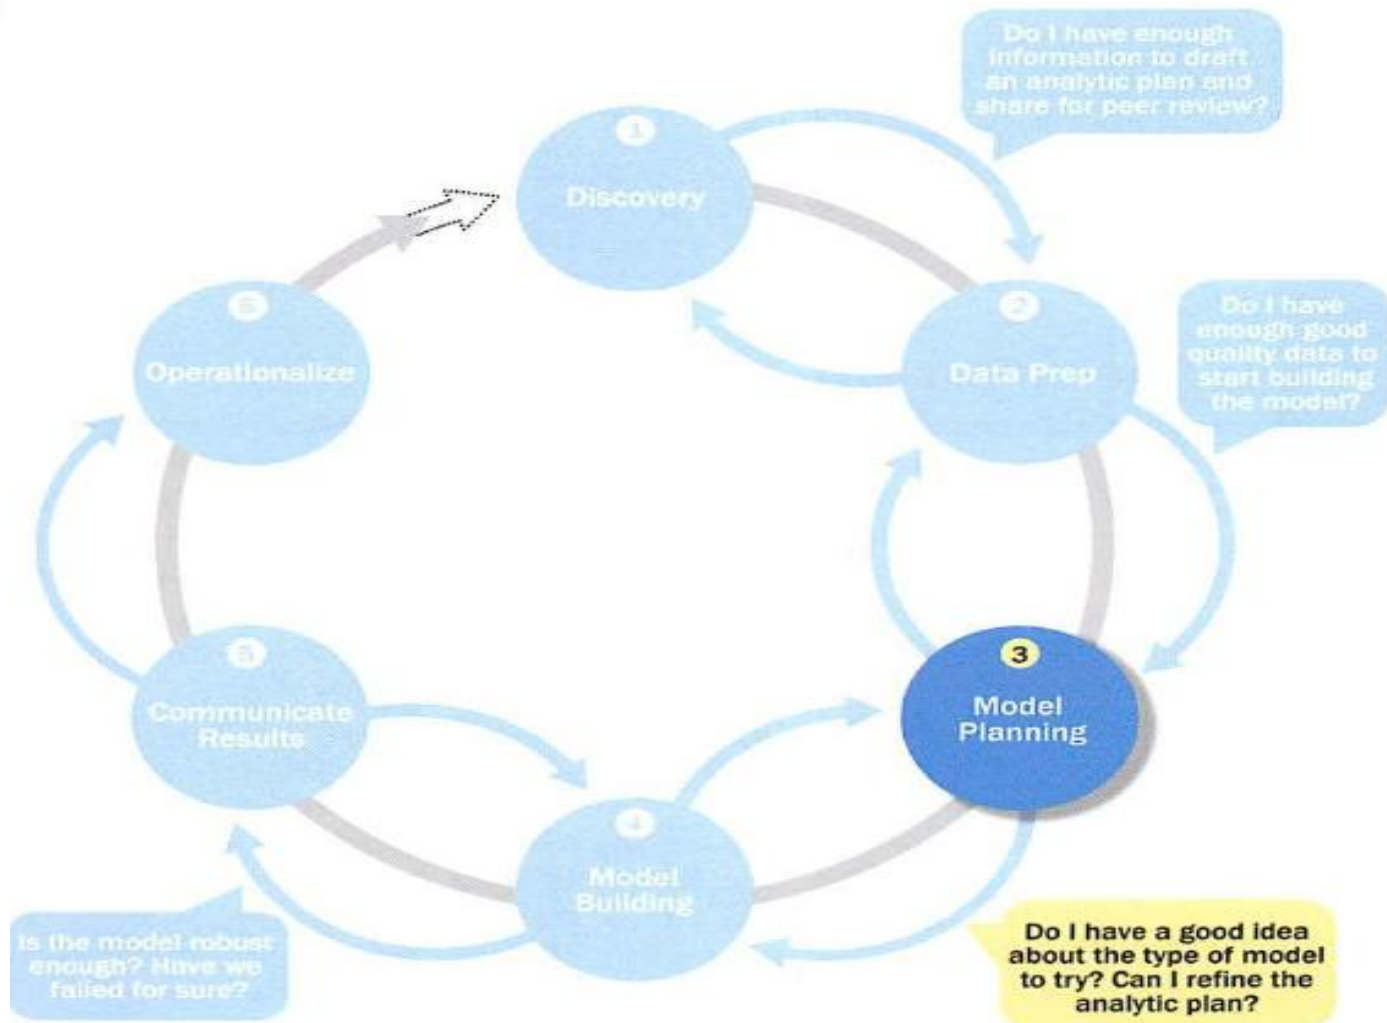 Do I have enough
information to draft
an analytic plan and
share for peer review?
1
Discovery
2
Data Prep
Do I have
enough good
quality data to
start building
the model?
3
Model
Planning
Do I have a good idea
about the type of model
to try? Can I refine the
analytic plan?
4
Model
Building
Is the model robust
enough? Have we
failed for sure?
5
Communicate
Results
6
Operationalize